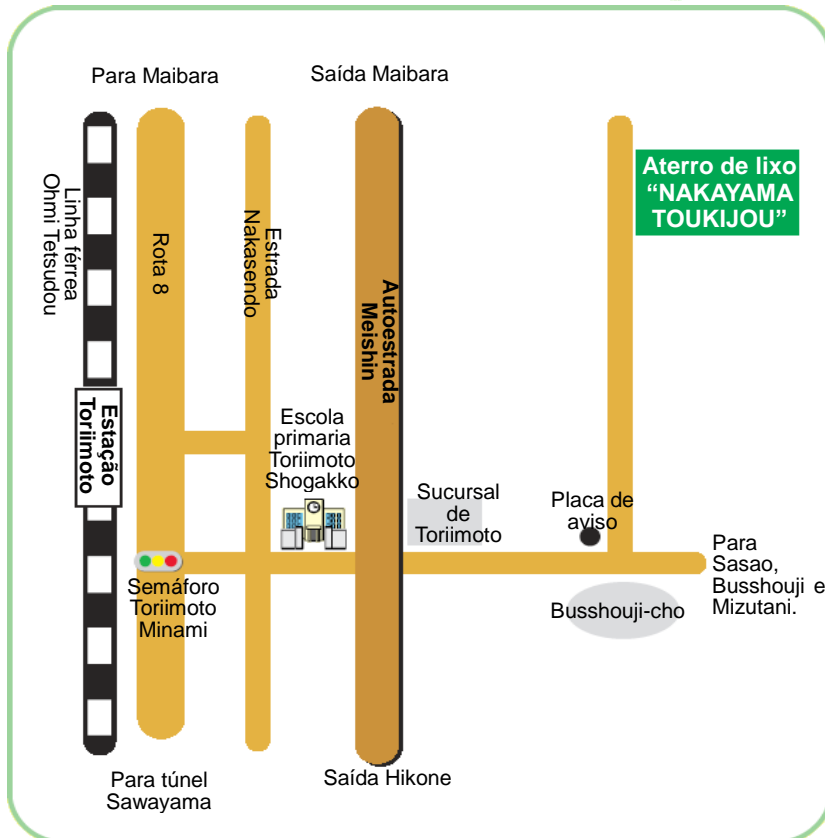 Para Maibara
Saída Maibara
Aterro de lixo
“NAKAYAMA
TOUKIJOU”
Linha férrea
Ohmi Tetsudou
Rota 8
Estrada
Nakasendo
Autoestrada
Meishin
Estação
Toriimoto
Escola
primaria
Toriimoto
Shogakko
Sucursal
de
Toriimoto
Placa de
aviso
Para
Sasao,
Busshouji e
Mizutani.
Semáforo
Toriimoto
Minami
Busshouji-cho
Para túnel
Sawayama
Saída Hikone